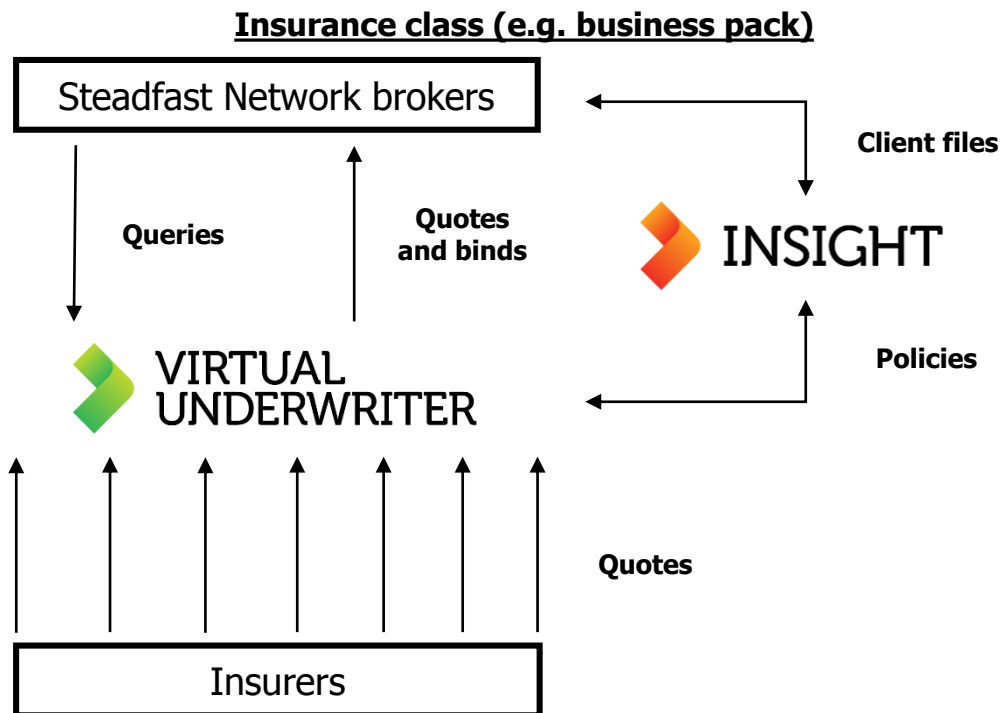 Insurance class (e.g. business pack)
Steadfast Network brokers
Client files
Queries
Quotes
and binds
INSIGHT
Policies
VIRTUAL
UNDERWRITER
Quotes
Insurers